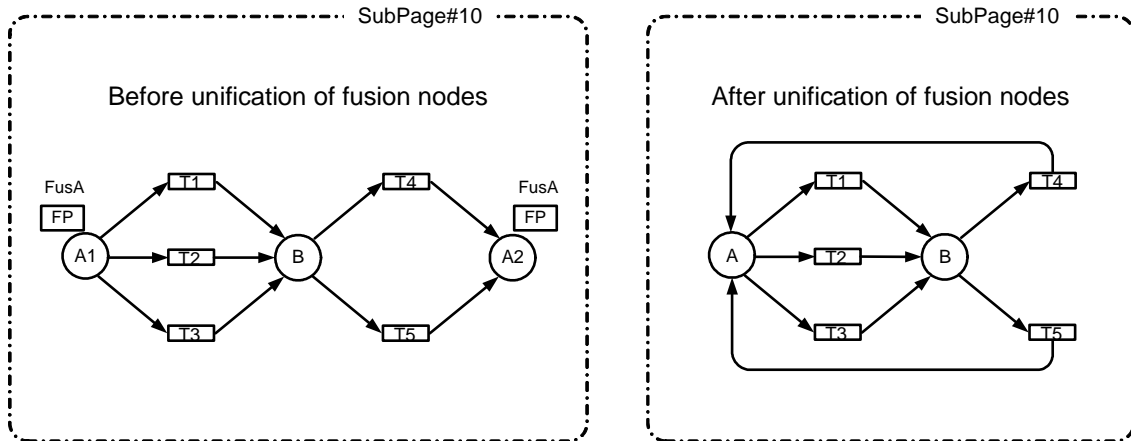 SubPage#10
Before unification of fusion nodes
FusA
FP
A1
T1
T2
T3
B
T4
T5
FusA
FP
A2
SubPage#10
After unification of fusion nodes
A
T1
T2
T3
B
T4
T5